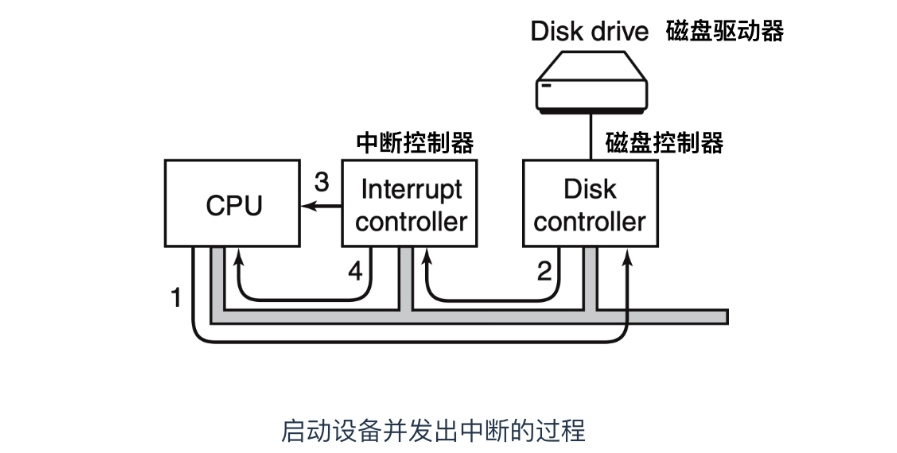 Disk drive 磁盘驱动器
中断控制器
磁盘控制器
CPU
3
Interrupt
controller
Disk
controller
1
4
2
启动设备并发出中断的过程